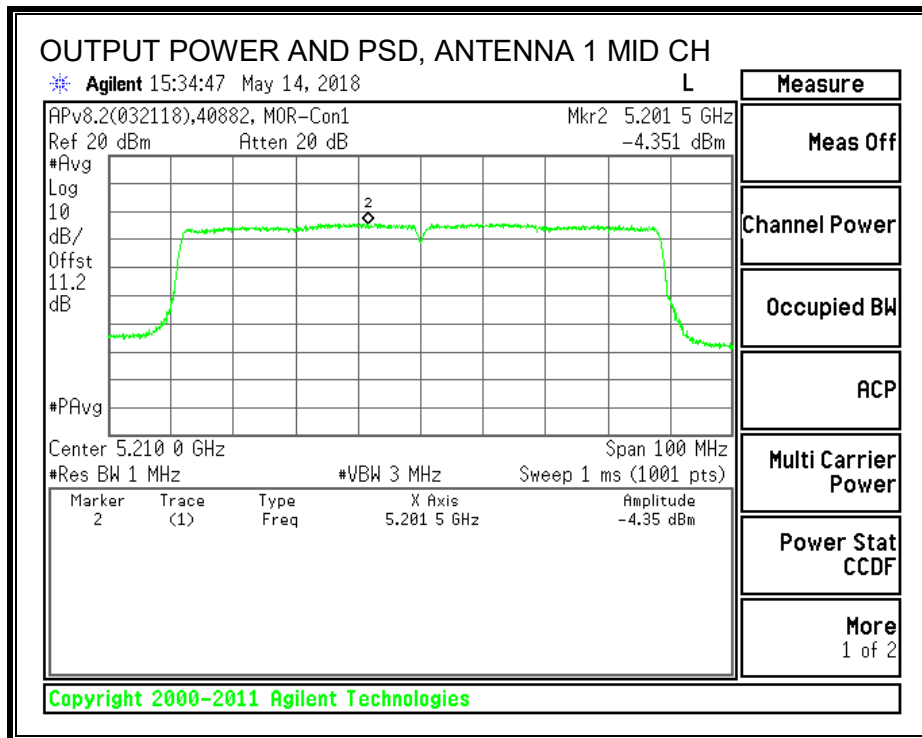 OUTPUT POWER AND PSD, ANTENNA 1 MID CH
Agilent 15:34:47 May 14, 2018 L
APv8.2(032118),40882, MOR-Con1 Mkr2 5.201 5 GHz
Ref 20 dBm Atten 20 dB -4.351 dBm
#Avg
Log
10
dB/
Offst
11.2
dB
2
#PAvg
Center 5.210 0 GHz Span 100 MHz
#Res BW 1 MHz #VBW 3 MHz Sweep 1 ms (1001 pts)
Marker Trace Type X Axis Amplitude
2 (1) Freq 5.201 5 GHz -4.35 dBm
Measure
Meas Off
Channel Power
Occupied BW
ACP
Multi Carrier
Power
Power Stat
CCDF
More
1 of 2
Copyright 2000-2011 Agilent Technologies